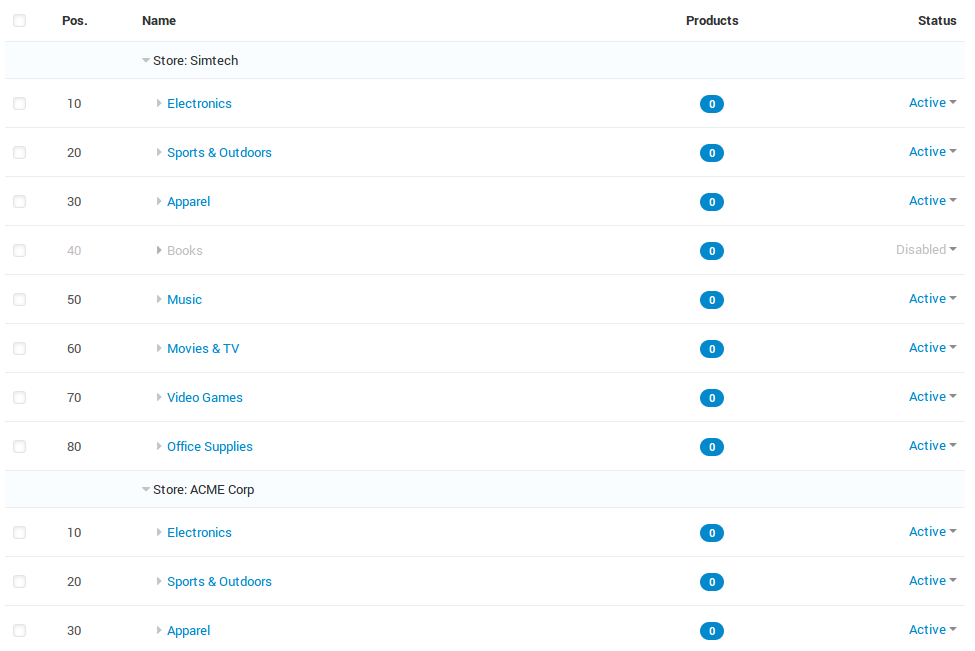 Pos. Name Products Status
Store: Simtech
10 Electronics 0 Active
20 Sports & Outdoors 0 Active
30 Apparel 0 Active
40 Books 0 Disabled
50 Music 0 Active
60 Movies & TV 0 Active
70 Video Games 0 Active
80 Office Supplies 0 Active
Store: ACME Corp
10 Electronics 0 Active
20 Sports & Outdoors 0 Active
30 Apparel 0 Active